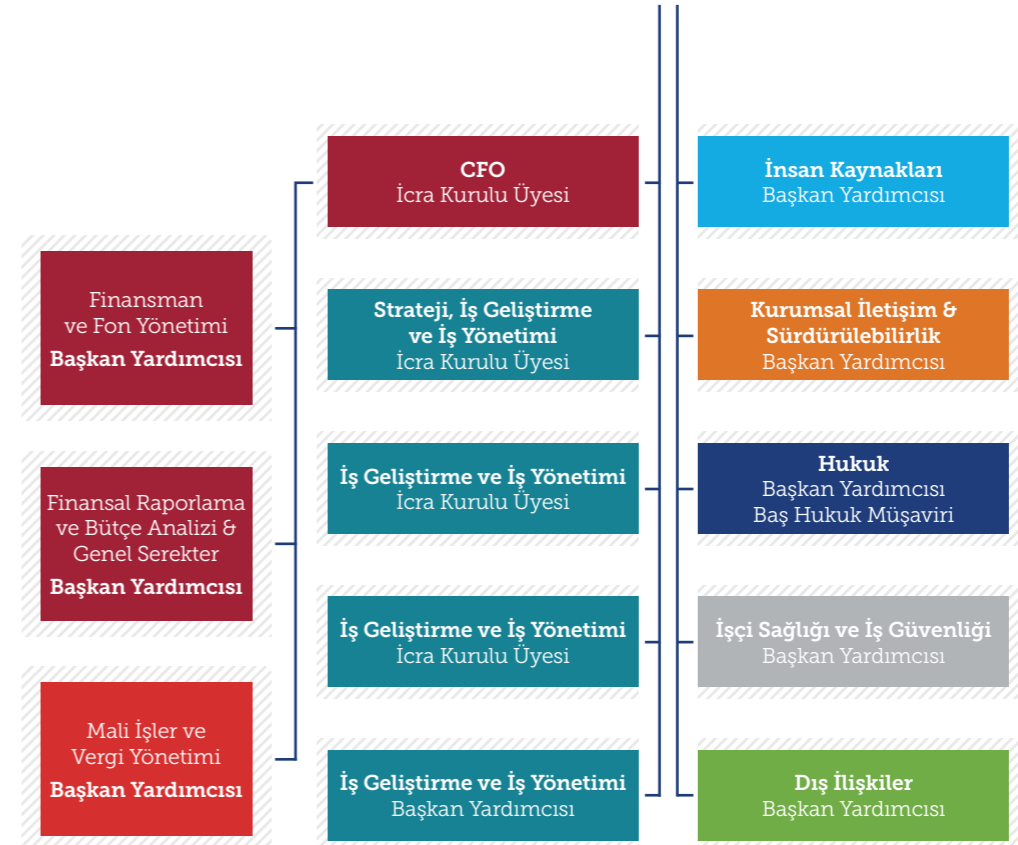 CFO
İcra Kurulu Üyesi
İnsan Kaynakları
Başkan Yardımcısı
Finansman
ve Fon Yönetimi
Başkan Yardımcısı
Strateji, İş Geliştirme
ve İş Yönetimi
İcra Kurulu Üyesi
Kurumsal İletişim &
Sürdürülebilirlik
Başkan Yardımcısı
Finansal Raporlama
ve Bütçe Analizi &
Genel Serekter
Başkan Yardımcısı
İş Geliştirme ve İş Yönetimi
İcra Kurulu Üyesi
Hukuk
Başkan Yardımcısı
Baş Hukuk Müşaviri
İş Geliştirme ve İş Yönetimi
İcra Kurulu Üyesi
İşçi Sağlığı ve İş Güvenliği
Başkan Yardımcısı
Mali İşler ve
Vergi Yönetimi
Başkan Yardımcısı
İş Geliştirme ve İş Yönetimi
Başkan Yardımcısı
Dış İlişkiler
Başkan Yardımcısı